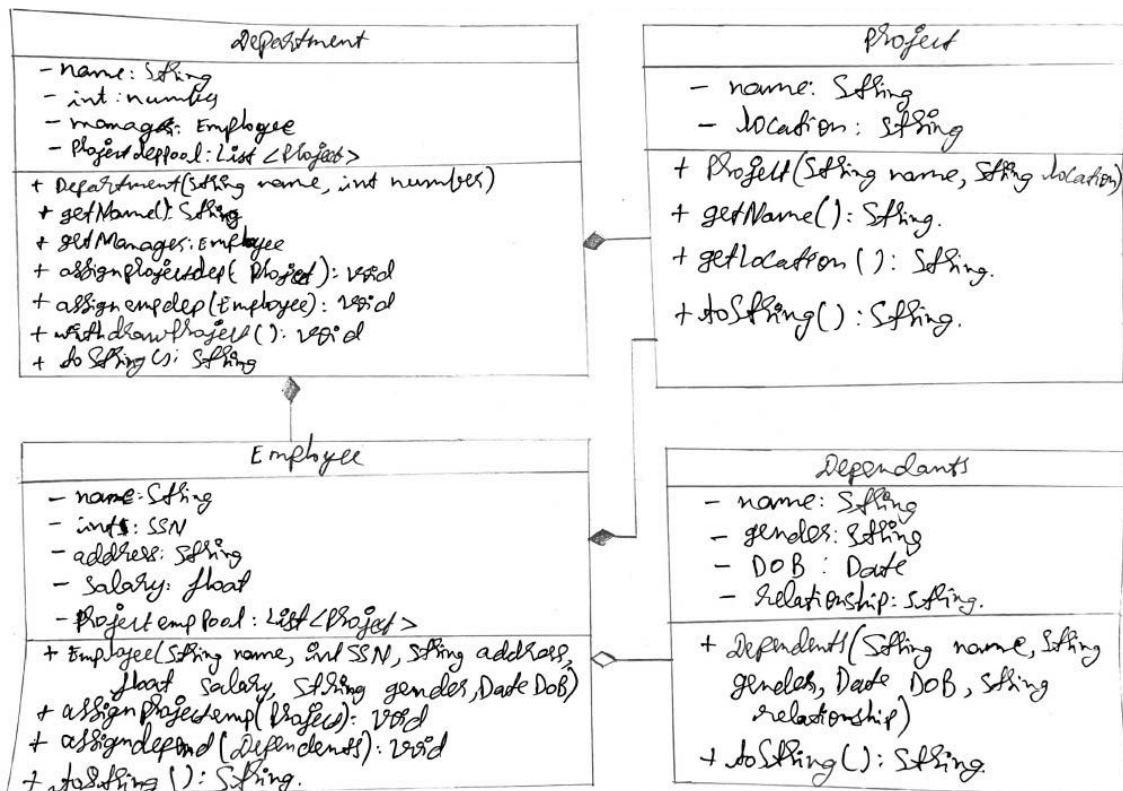 Department
- name: String
- int: number
- manager: Employee
- Projectdeppool: List <Project>
+ Department(String name, int number)
+ getName(): String
+ getManager: Employee
+ assignprojectdep( Project): void
+ assignempdep(Employee): void
+ withdrawProject(): void
+ toString(): String
Project
- name: String
- location: String
+ Project(String name, String location)
+ getName(): String.
+ getlocation(): String.
+ toString(): String.
Employee
- name: String
- int: SSN
- address: String
- Salary: float
- ProjectempPool: List<Project>
+ Employee(String name, int SSN, String address,
float salary, String gender, Date DOB)
+ assignProjectemp(Project): void
+ assigndepend(Dependents): void
+ toString(): String.
Dependants
- name: String
- gender: String
- DOB : Date
- relationship: String.
+ Dependents(String name, String
gender, Date DOB, String
relationship)
+ toString(): String.